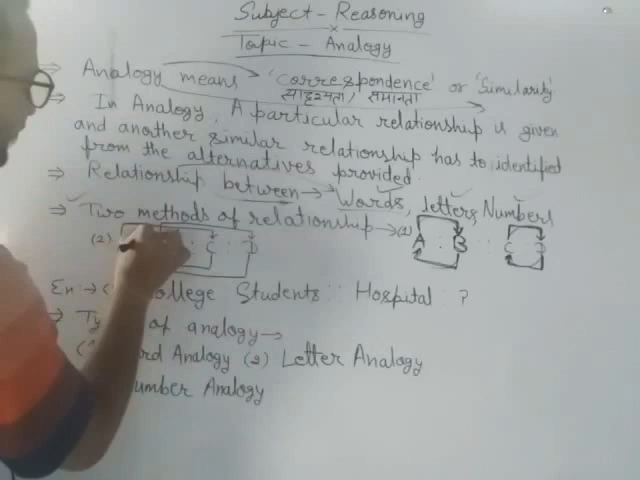 Subject - Reasoning
Topic - Analogy
⇒ Analogy means 'correspondence' or 'Similarity'
सादृश्यता / समानता
⇒ In Analogy, A particular relationship is given
and another similar relationship has to identified
from the alternatives provided.
⇒ Relationship between → Words, letters, Numbers
⇒ Two methods of relationship → (1) A : B :: C : D
(2) : C : D
Ex → College Students :: Hospital : ?
⇒ of analogy →
Analogy (2) Letter Analogy
Analogy